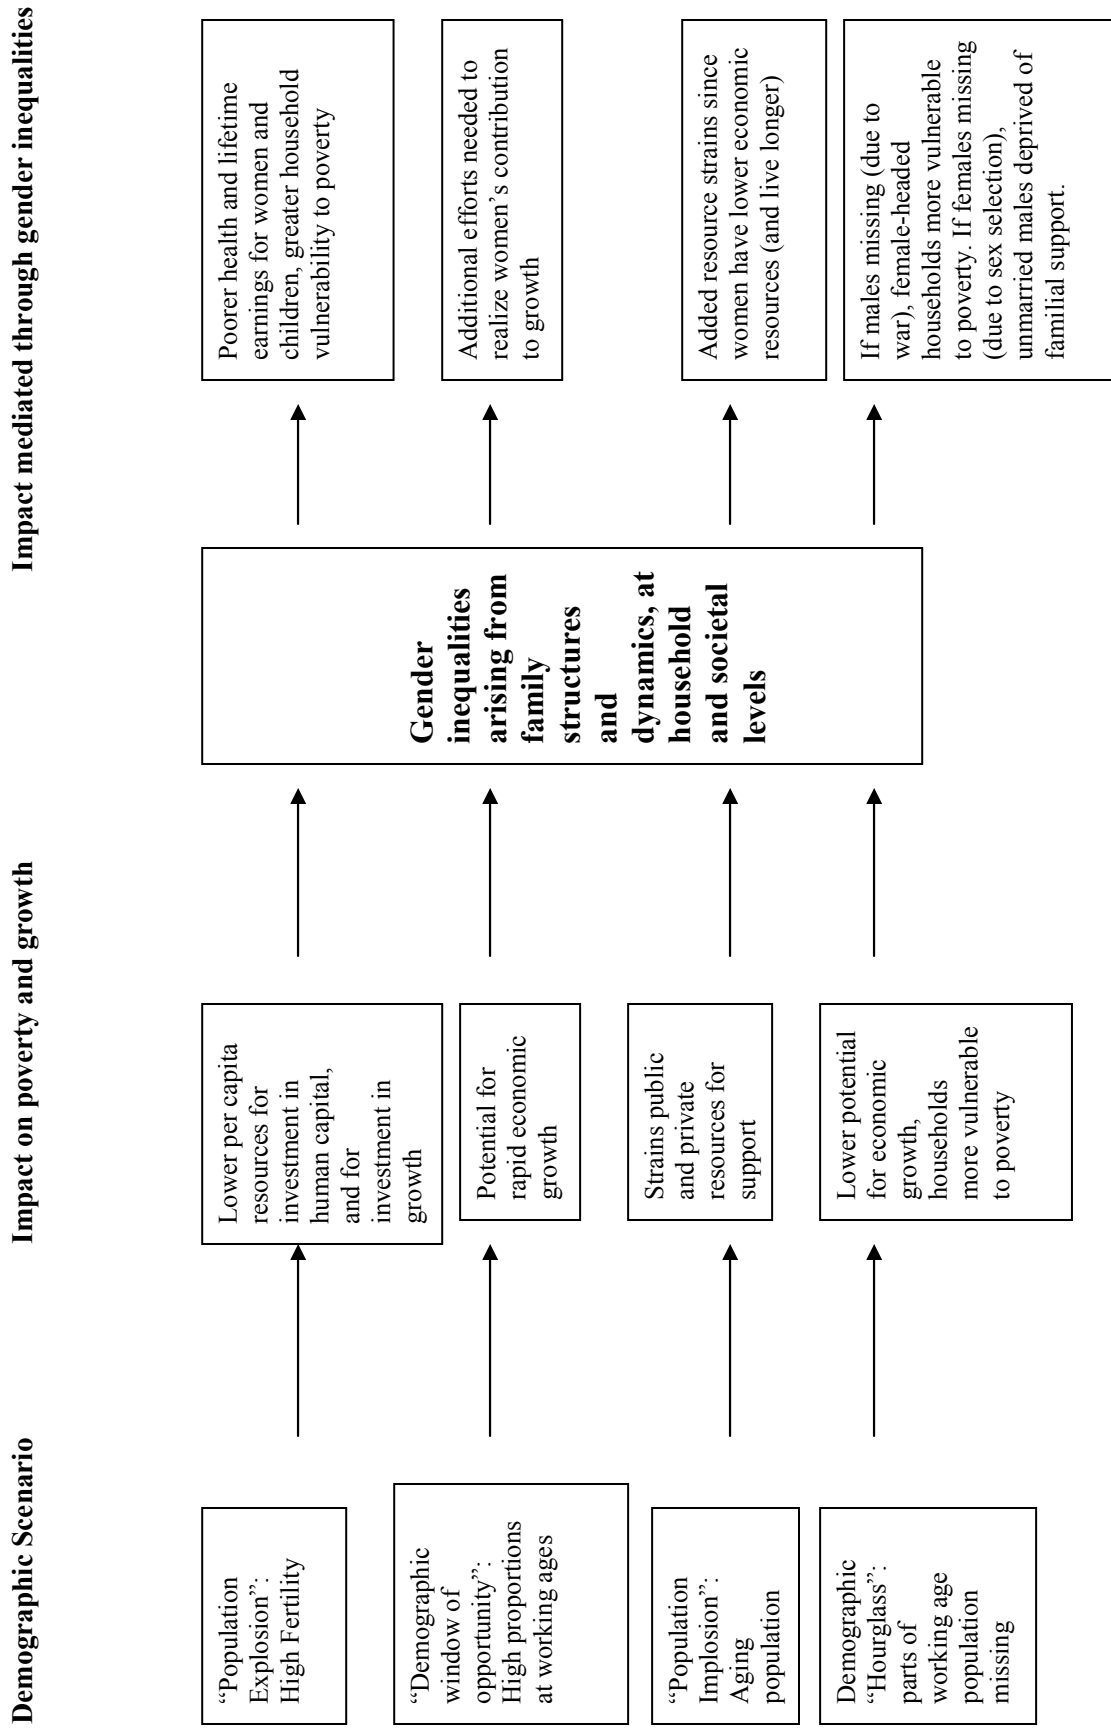 Demographic Scenario
Impact on poverty and growth
Impact mediated through gender inequalities
“Population
Explosion”:
High Fertility
Lower per capita
resources for
investment in
human capital,
and for
investment in
growth
Poorer health and lifetime
earnings for women and
children, greater household
vulnerability to poverty
“Demographic
window of
opportunity”:
High proportions
at working ages
Potential for
rapid economic
growth
Additional efforts needed to
realize women’s contribution
to growth
“Population
Implosion”:
Aging
population
Strains public
and private
resources for
support
Added resource strains since
women have lower economic
resources (and live longer)
Demographic
“Hourglass”:
parts of
working age
population
missing
Lower potential
for economic
growth,
households
more vulnerable
to poverty
If males missing (due to
war), female-headed
households more vulnerable
to poverty. If females missing
(due to sex selection),
unmarried males deprived of
familial support.
Gender
inequalities
arising from
family
structures
and
dynamics, at
household
and societal
levels